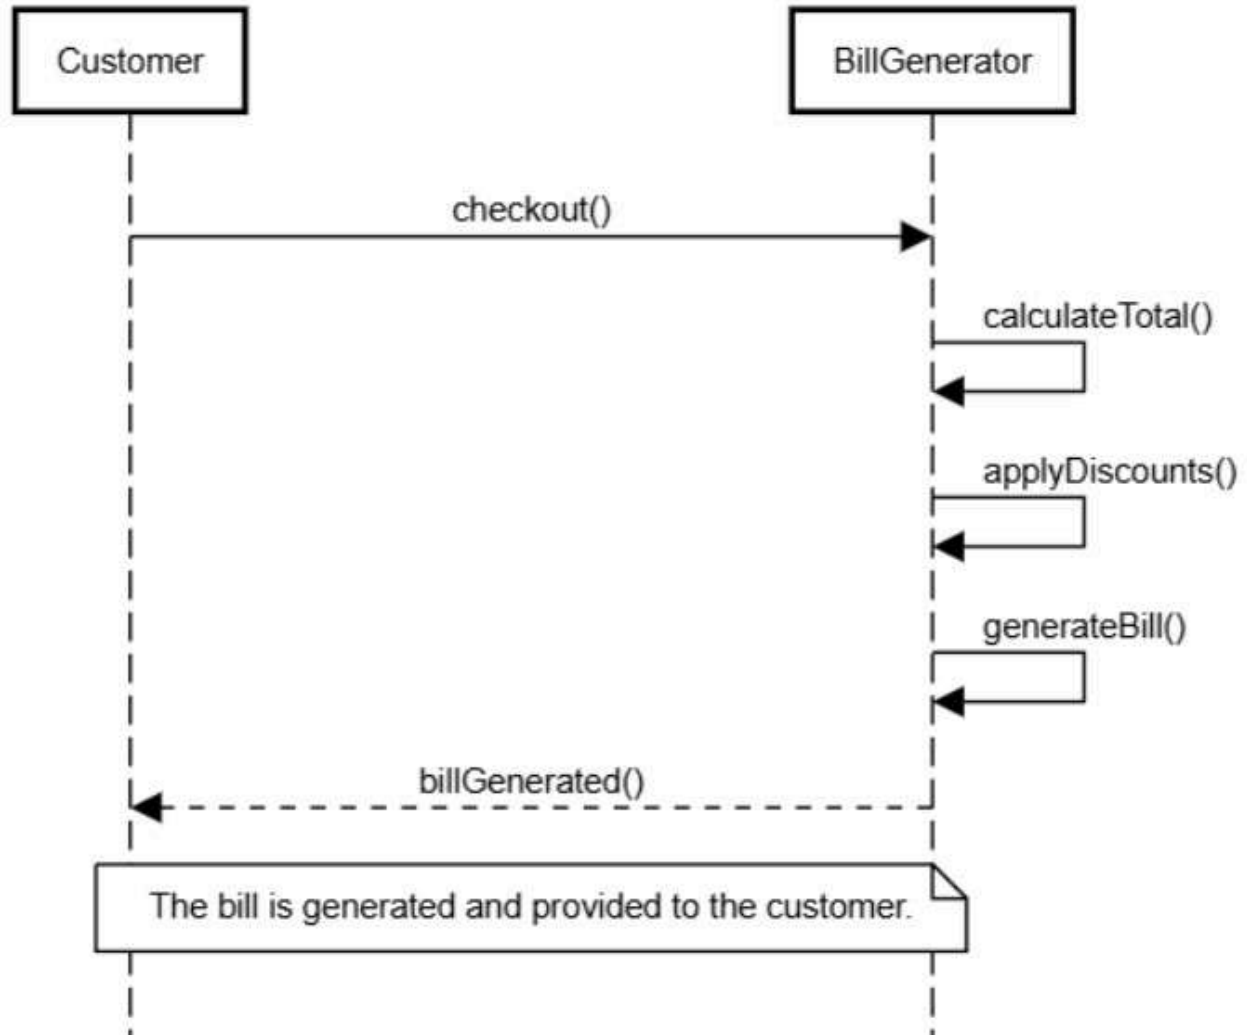 Customer
BillGenerator
checkout()
calculateTotal()
applyDiscounts()
generateBill()
billGenerated()
The bill is generated and provided to the customer.